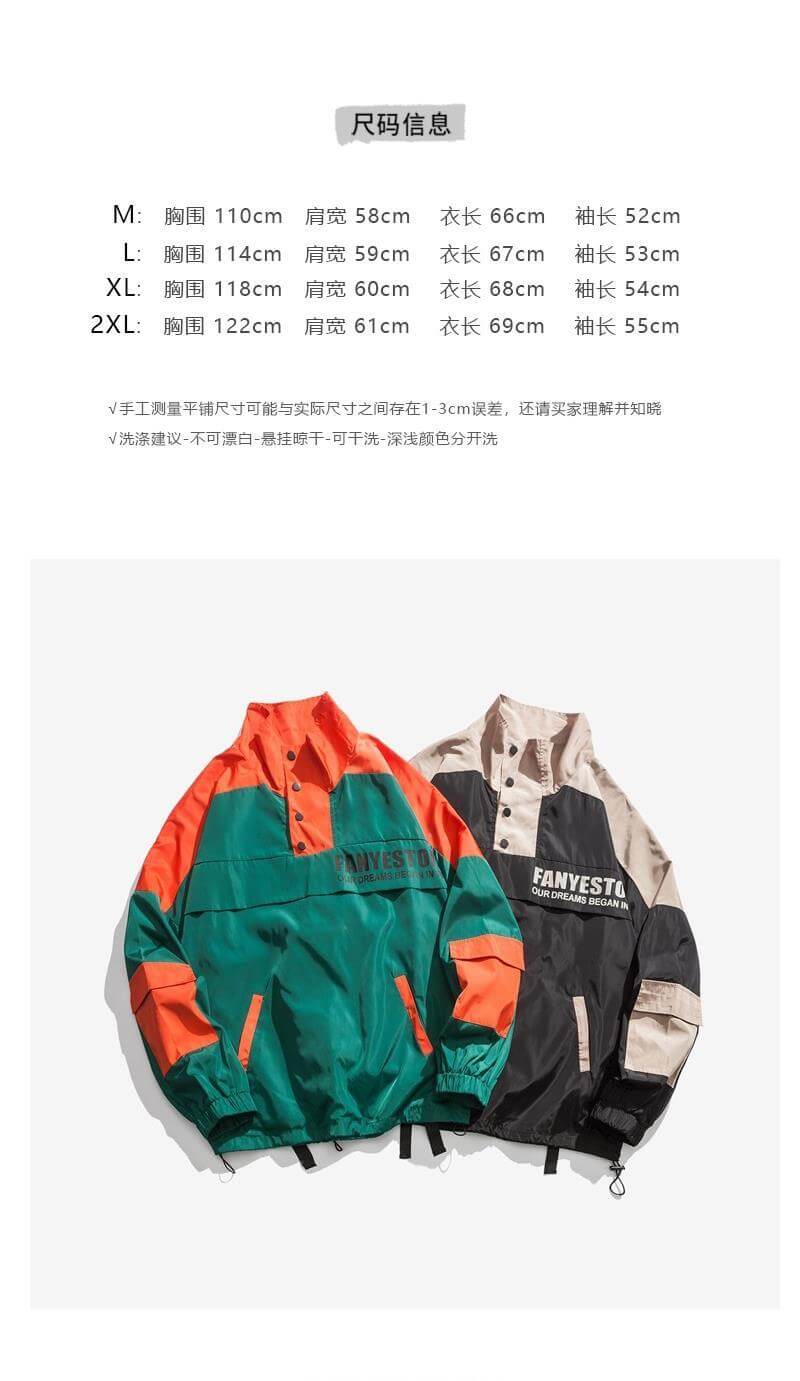 尺码信息
M: 胸围 110cm 肩宽 58cm 衣长 66cm 袖长 52cm
L: 胸围 114cm 肩宽 59cm 衣长 67cm 袖长 53cm
XL: 胸围 118cm 肩宽 60cm 衣长 68cm 袖长 54cm
2XL: 胸围 122cm 肩宽 61cm 衣长 69cm 袖长 55cm
√手工测量平铺尺寸可能与实际尺寸之间存在1-3cm误差，还请买家理解并知晓
√洗涤建议-不可漂白-悬挂晾干-可干洗-深浅颜色分开洗
FANYESTO
OUR DREAMS BEGAN IN
FANYESTO
OUR DREAMS BEGAN IN